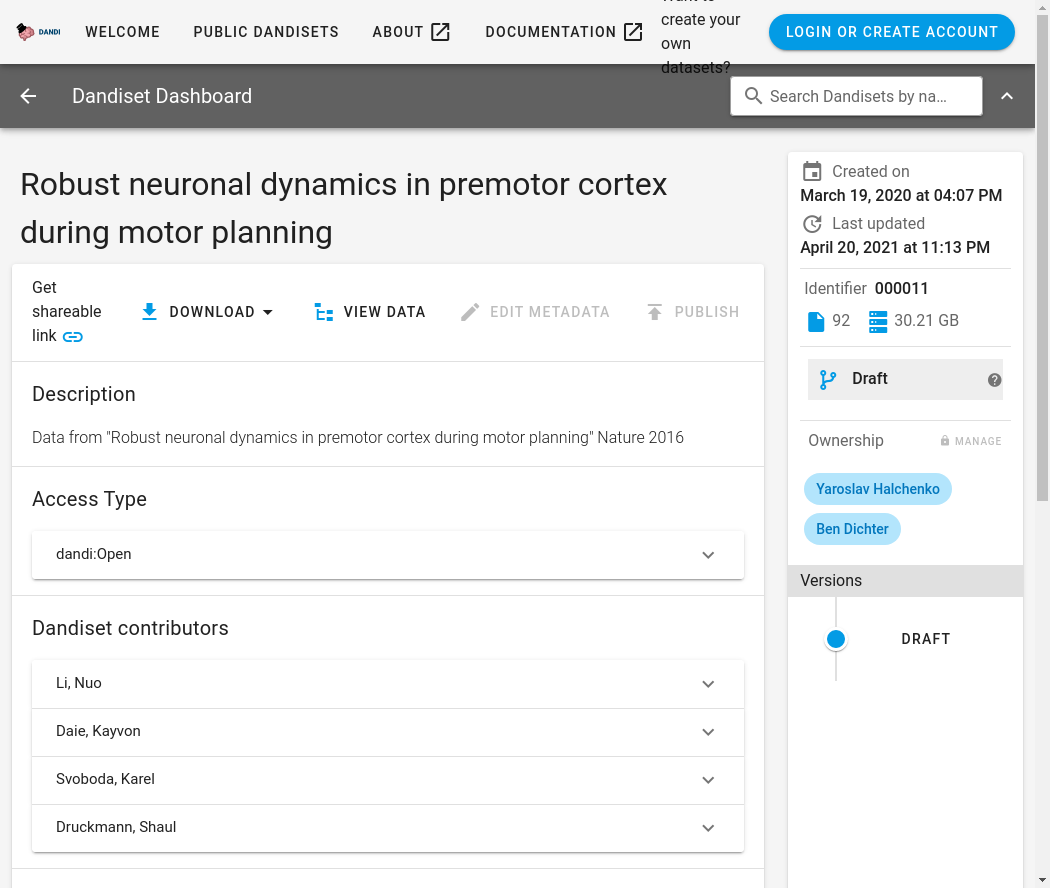 DANDI
WELCOME
PUBLIC DANDISETS
ABOUT
DOCUMENTATION
create your
own
datasets?
LOGIN OR CREATE ACCOUNT
Dandiset Dashboard
Search Dandisets by na...
Robust neuronal dynamics in premotor cortex
during motor planning
Get
shareable
link
DOWNLOAD
VIEW DATA
EDIT METADATA
PUBLISH
Description
Data from "Robust neuronal dynamics in premotor cortex during motor planning" Nature 2016
Access Type
dandi:Open
Dandiset contributors
Li, Nuo
Daie, Kayvon
Svoboda, Karel
Druckmann, Shaul
Created on
March 19, 2020 at 04:07 PM
Last updated
April 20, 2021 at 11:13 PM
Identifier 000011
92 30.21 GB
Draft
Ownership MANAGE
Yaroslav Halchenko
Ben Dichter
Versions
DRAFT